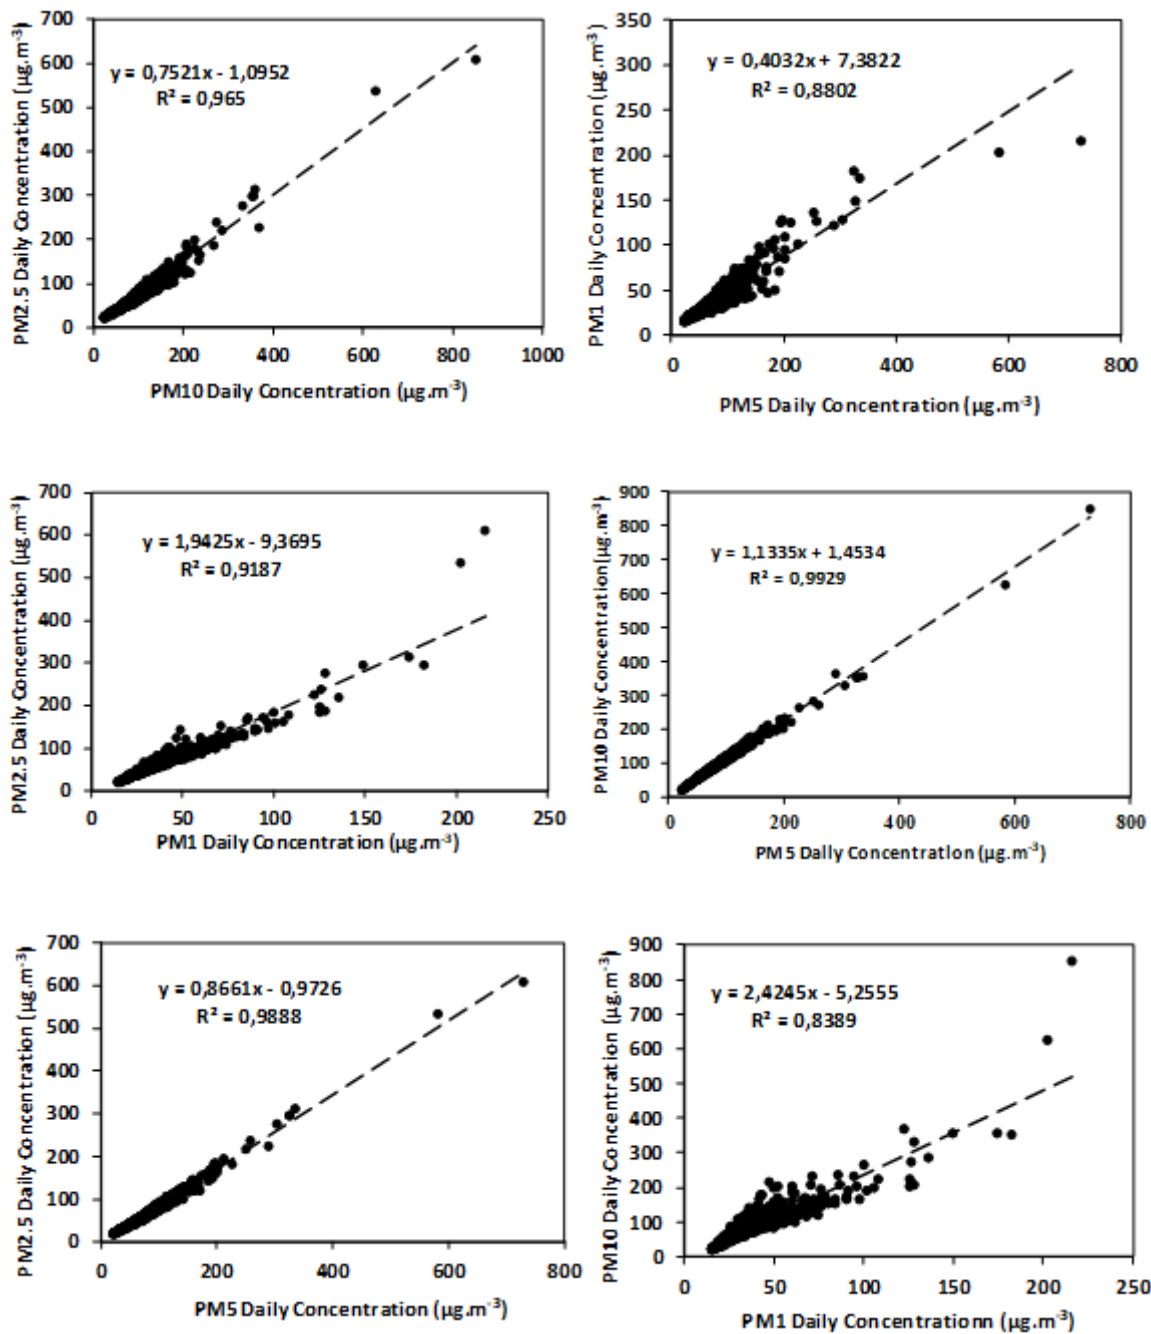 PM2.5 Daily Concentration (µg.m⁻³)
700
600
500
400
300
200
100
0
y = 0,7521x - 1,0952
R² = 0,965
0 200 400 600 800 1000
PM10 Daily Concentration (µg.m⁻³)
PM1 Daily Concentration (µg.m⁻³)
350
300
250
200
150
100
50
0
y = 0,4032x + 7,3822
R² = 0,8802
0 200 400 600 800
PM5 Daily Concentration (µg.m⁻³)
PM2.5 Daily Concentration (µg.m⁻³)
700
600
500
400
300
200
100
0
y = 1,9425x - 9,3695
R² = 0,9187
0 50 100 150 200 250
PM1 Daily Concentration (µg.m⁻³)
PM10 Daily Concentration(µg.m⁻³)
900
800
700
600
500
400
300
200
100
0
y = 1,1335x + 1,4534
R² = 0,9929
0 200 400 600 800
PM5 Daily Concentration (µg.m⁻³)
PM2.5 Daily Concentration (µg.m⁻³)
700
600
500
400
300
200
100
0
y = 0,8661x - 0,9726
R² = 0,9888
0 200 400 600 800
PM5 Daily Concentration (µg.m⁻³)
PM10 Daily Concentration (µg.m⁻³)
900
800
700
600
500
400
300
200
100
0
y = 2,4245x - 5,2555
R² = 0,8389
0 50 100 150 200 250
PM1 Daily Concentrationn (µg.m⁻³)